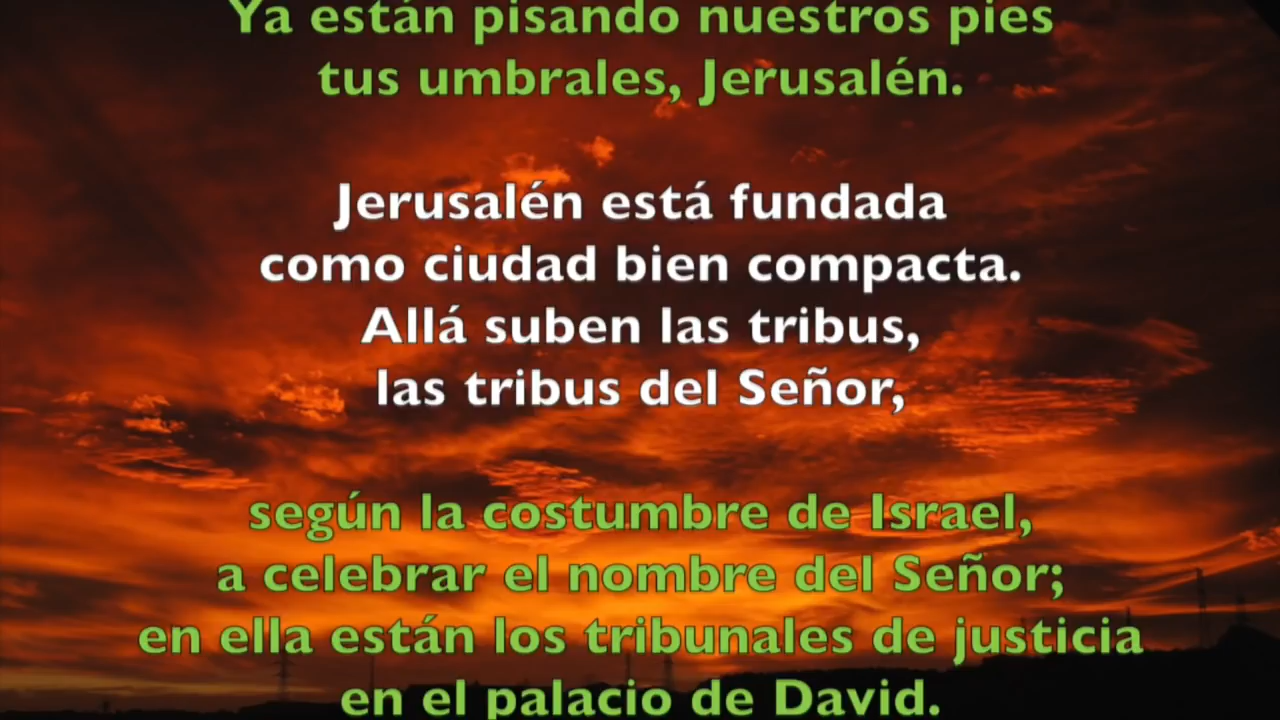 Ya están pisando nuestros pies
tus umbrales, Jerusalén.
Jerusalén está fundada
como ciudad bien compacta.
Allá suben las tribus,
las tribus del Señor,
según la costumbre de Israel,
a celebrar el nombre del Señor;
en ella están los tribunales de justicia
en el palacio de David.